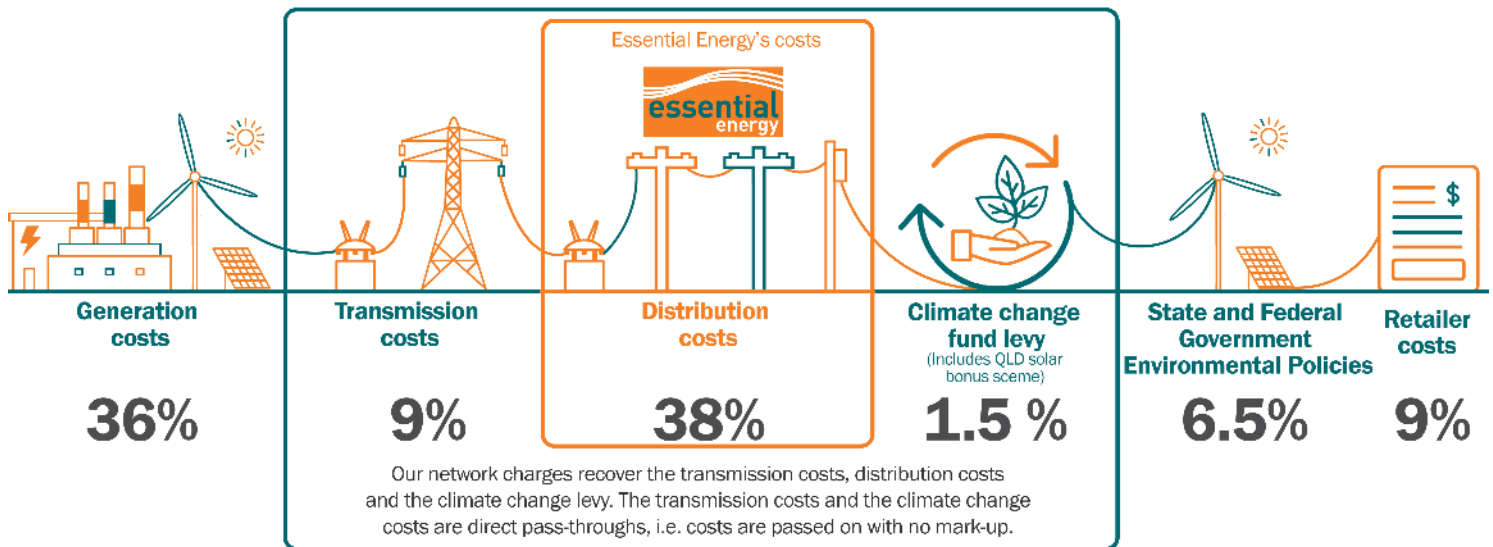 Essential Energy's costs
essential
energy
$
Generation
costs
36%
Transmission
costs
9%
Distribution
costs
38%
Climate change
fund levy
(Includes QLD solar
bonus sceme)
1.5 %
State and Federal
Government
Environmental Policies
6.5%
Retailer
costs
9%
Our network charges recover the transmission costs, distribution costs
and the climate change levy. The transmission costs and the climate change
costs are direct pass-throughs, i.e. costs are passed on with no mark-up.